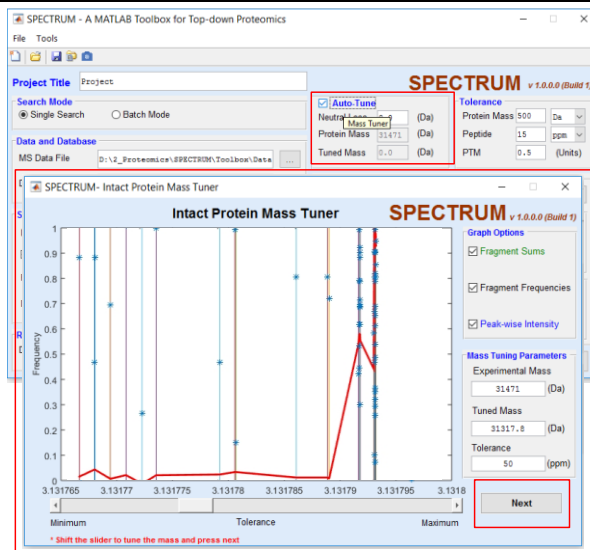 SPECTRUM - A MATLAB Toolbox for Top-down Proteomics
File Tools
Project Title Project
SPECTRUM v 1.0.0.0 (Build 1)
Search Mode
Single Search Batch Mode
Auto-Tune
Neutral Loss (Da)
Mass Tuner
Protein Mass 31471 (Da)
Tuned Mass 0.0 (Da)
Tolerance
Protein Mass 500 Da
Peptide 15 ppm
PTM 0.5 (Units)
Data and Database
MS Data File D:\2_Proteomics\SPECTRUM\Toolbox\Data ...
SPECTRUM- Intact Protein Mass Tuner
Intact Protein Mass Tuner
SPECTRUM v 1.0.0.0 (Build 1)
Frequency
1
0.9
0.8
0.7
0.6
0.5
0.4
0.3
0.2
0.1
0
3.131765 3.13177 3.131775 3.13178 3.131785 3.13179 3.131795 3.1318
Minimum Tolerance Maximum
* Shift the slider to tune the mass and press next
Graph Options
Fragment Sums
Fragment Frequencies
Peak-wise Intensity
Mass Tuning Parameters
Experimental Mass
31471 (Da)
Tuned Mass
31317.8 (Da)
Tolerance
50 (ppm)
Next